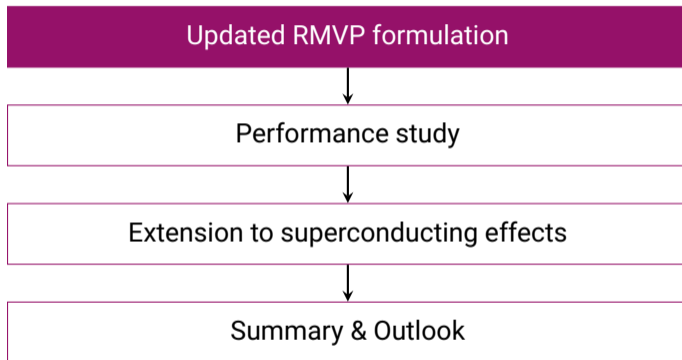 Updated RMVP formulation
Performance study
Extension to superconducting effects
Summary & Outlook